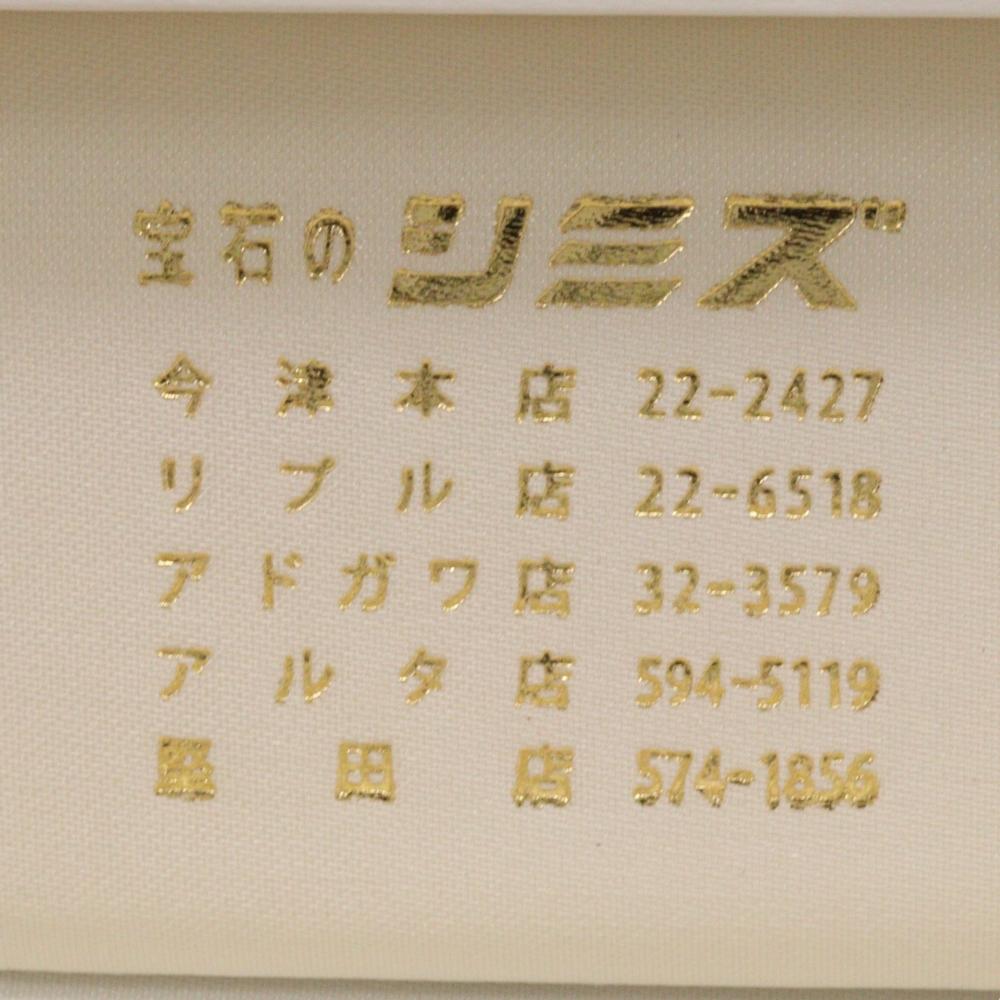 宝石のシミズ
今津本店 22-2427
リブル店 22-6518
アドガワ店 32-3579
アルタ店 594-5119
堅田店 574-1856